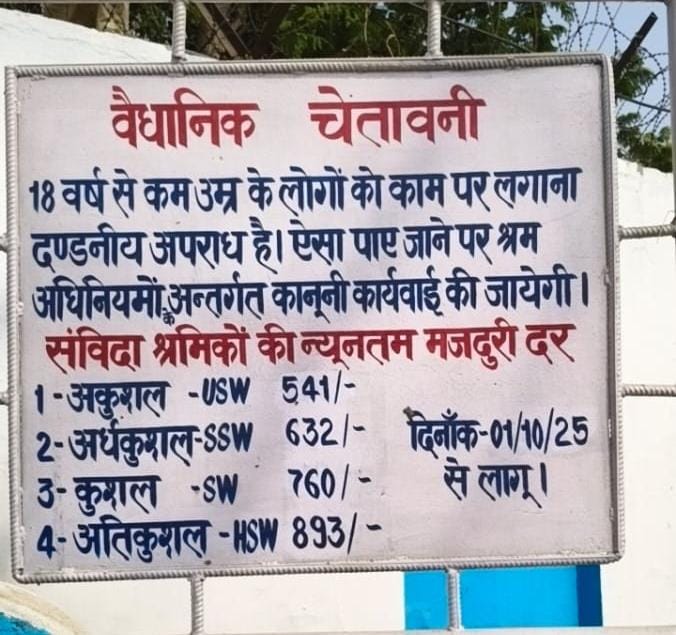 वैधानिक चेतावनी
18 वर्ष से कम उम्र के लोगों को काम पर लगाना
दण्डनीय अपराध है। ऐसा पाए जाने पर श्रम
अधिनियमों के अन्तर्गत कानूनी कार्यवाई की जायेगी।
संविदा श्रमिकों की न्यूनतम मजदुरी दर
1 - अकुशल - USW 541/-
2- अर्धकुशल- SSW 632/-
3- कुशल - SW 760/-
4- अतिकुशल - HSW 893/-
दिनाँक-01/10/25
से लागू।